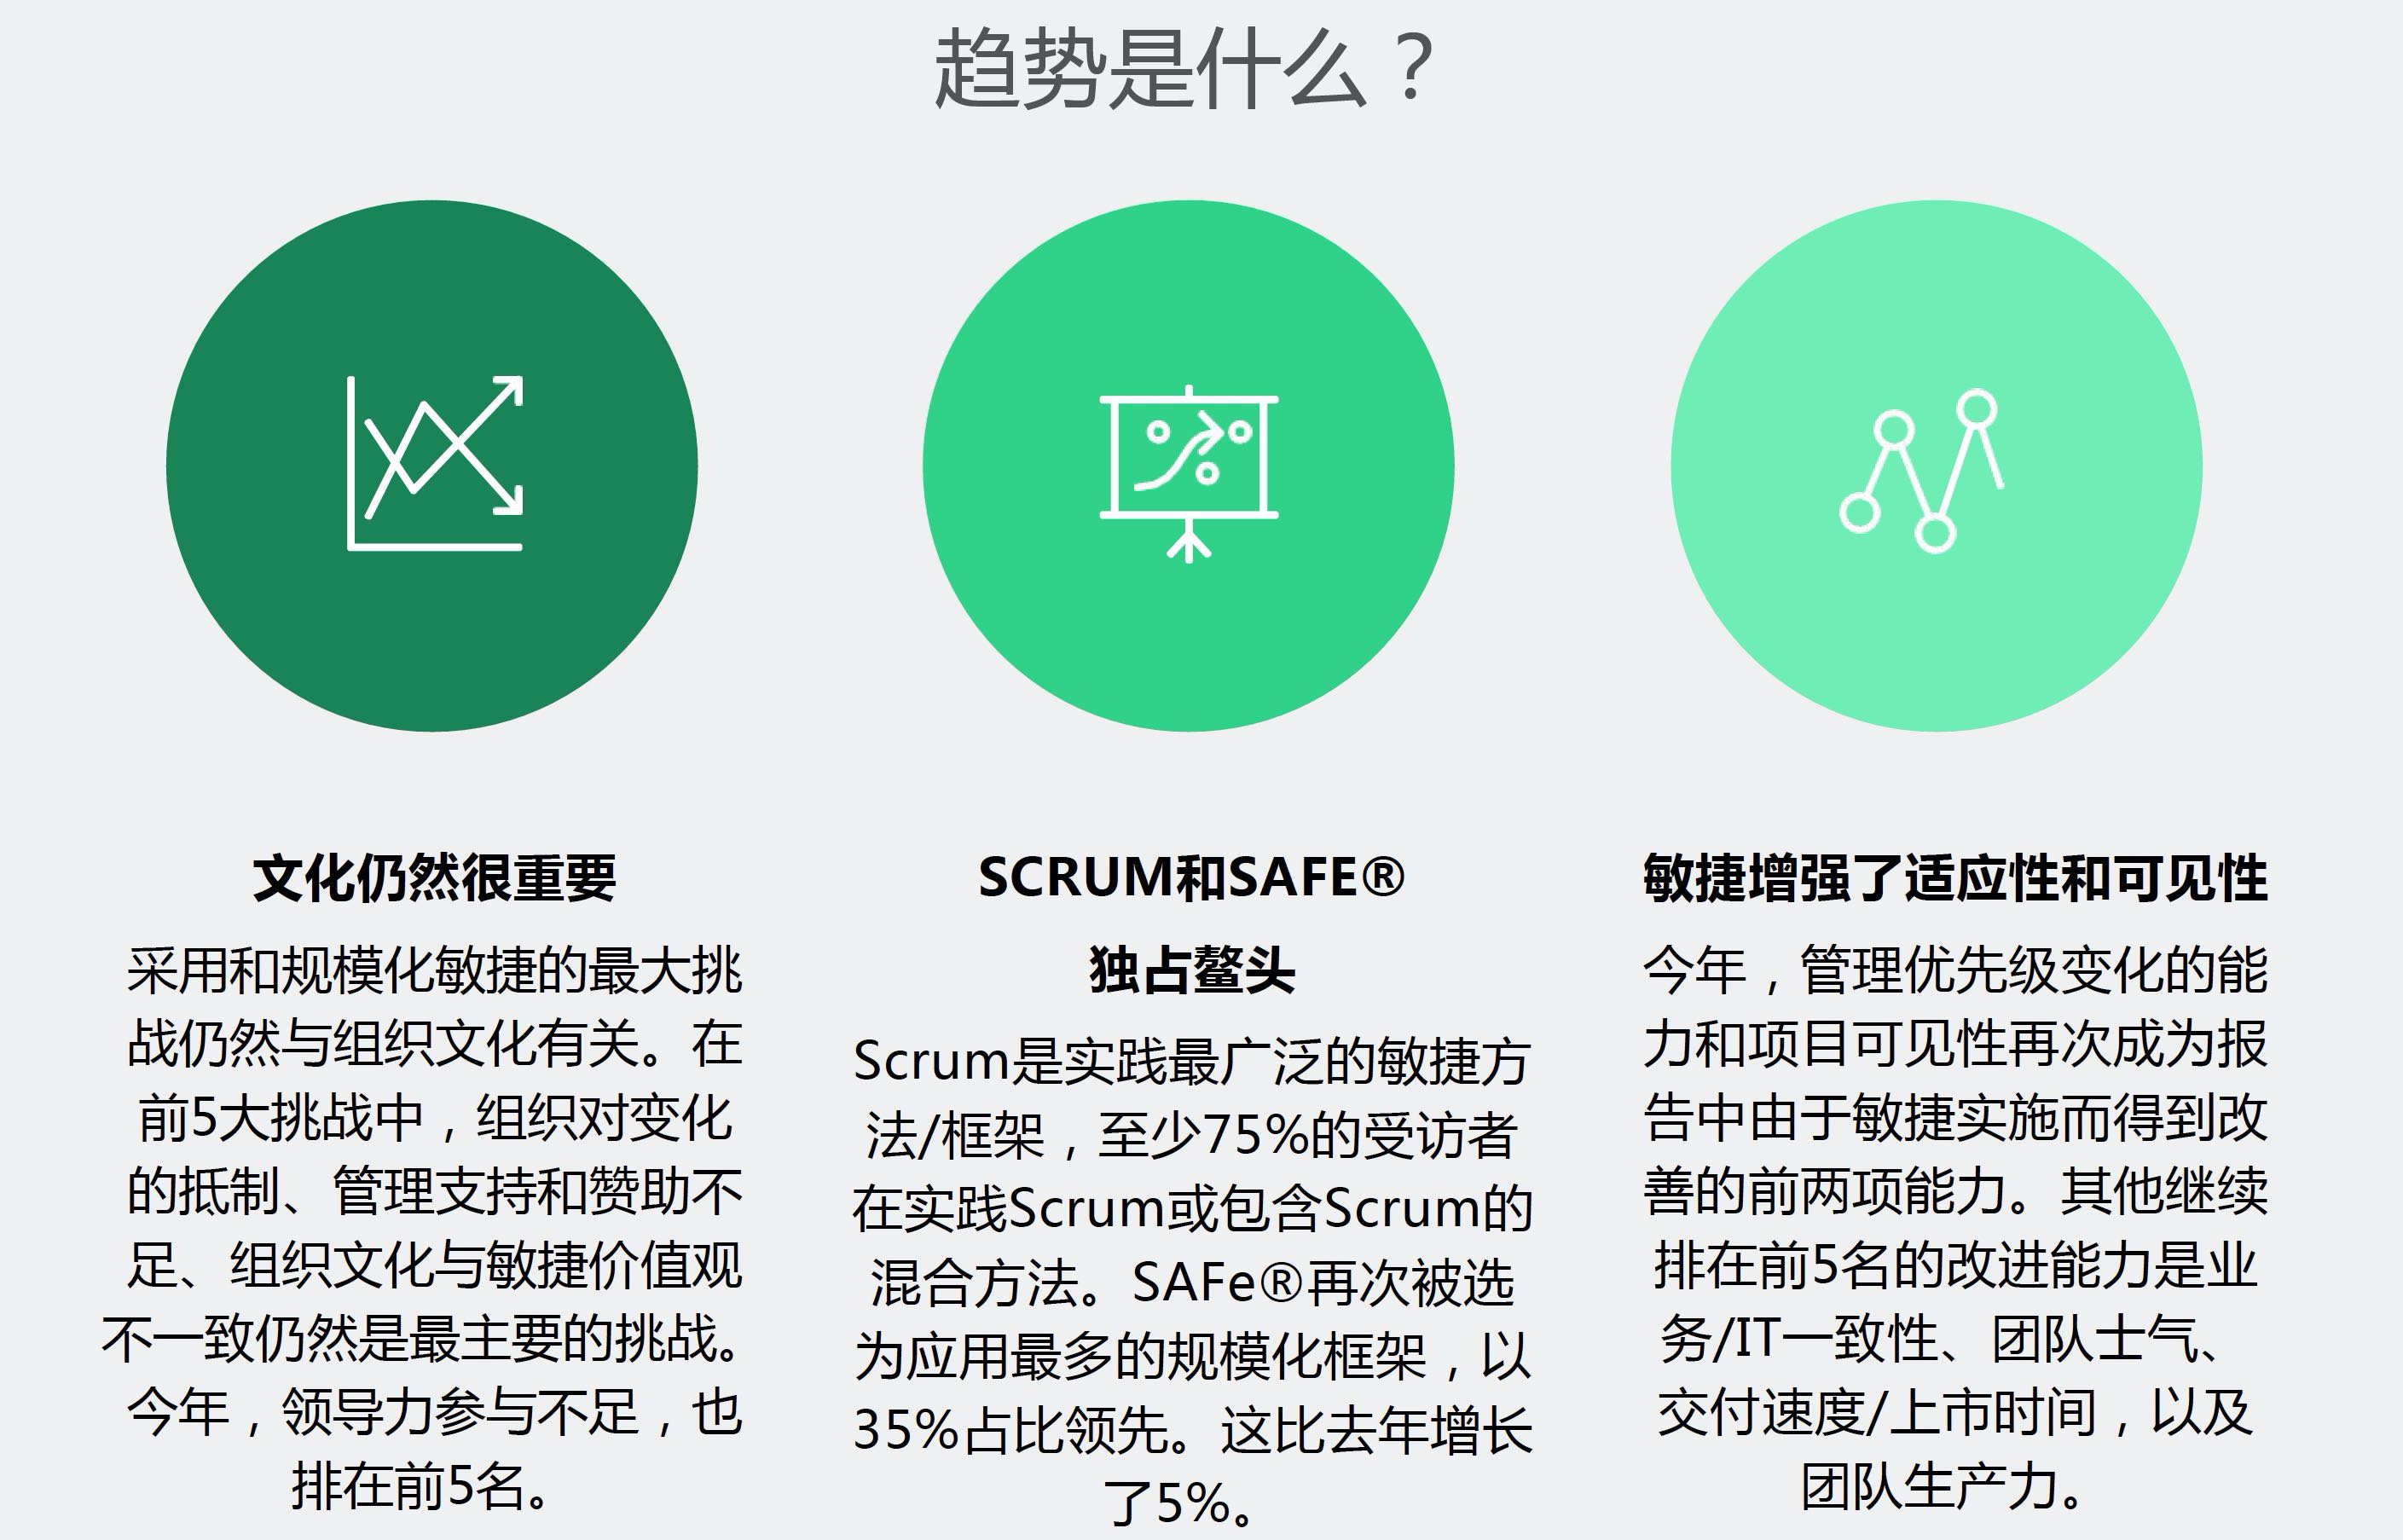 趋势是什么？
文化仍然很重要
采用和规模化敏捷的最大挑
战仍然与组织文化有关。在
前5大挑战中，组织对变化
的抵制、管理支持和赞助不
足、组织文化与敏捷价值观
不一致仍然是最主要的挑战。
今年，领导力参与不足，也
排在前5名。
SCRUM和SAFE®
独占鳌头
Scrum是实践最广泛的敏捷方
法/框架，至少75%的受访者
在实践Scrum或包含Scrum的
混合方法。SAFe®再次被选
为应用最多的规模化框架，以
35%占比领先。这比去年增长
了5%。
敏捷增强了适应性和可见性
今年，管理优先级变化的能
力和项目可见性再次成为报
告中由于敏捷实施而得到改
善的前两项能力。其他继续
排在前5名的改进能力是业
务/IT一致性、团队士气、
交付速度/上市时间，以及
团队生产力。